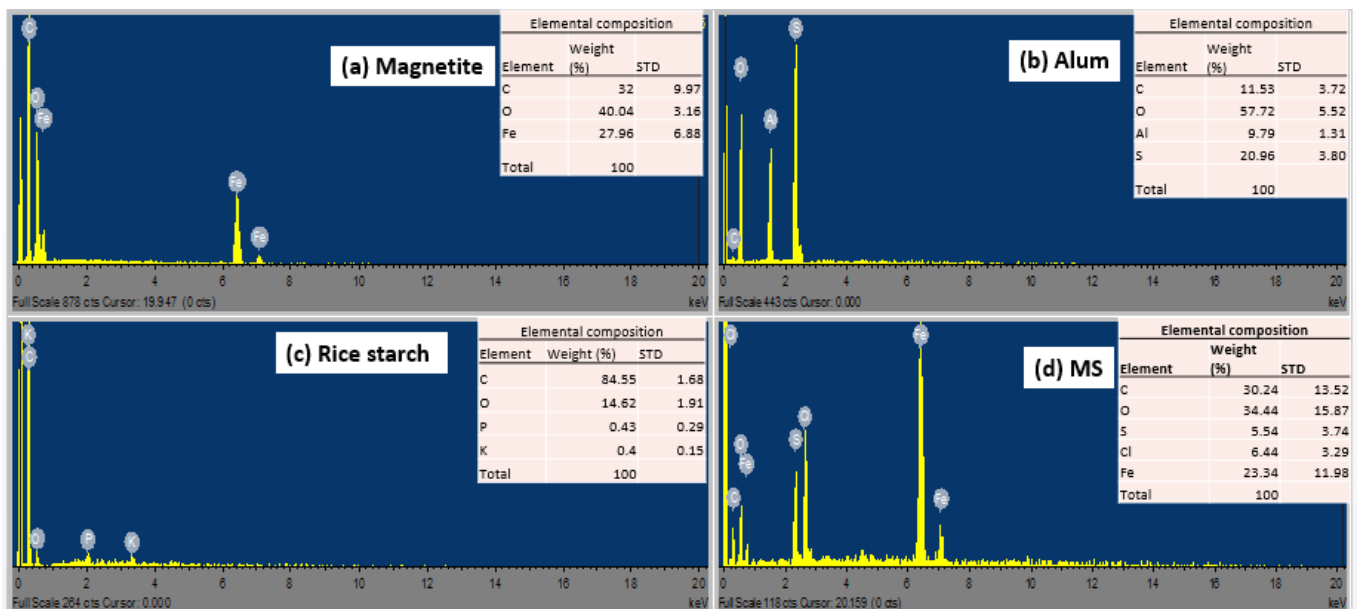 (a) Magnetite
Elemental composition
Element Weight (%) STD
C 32 9.97
O 40.04 3.16
Fe 27.96 6.88
Total 100
C
O
Fe
Fe
Fe
0 2 4 6 8 10 12 14 16 18 20
Full Scale 878 cts Cursor: 19.947 (0 cts) keV
(b) Alum
Elemental composition
Element Weight (%) STD
C 11.53 3.72
O 57.72 5.52
Al 9.79 1.31
S 20.96 3.80
Total 100
S
O
Al
C
0 2 4 6 8 10 12 14 16 18 20
Full Scale 443 cts Cursor: 0.000 keV
(c) Rice starch
Elemental composition
Element Weight (%) STD
C 84.55 1.68
O 14.62 1.91
P 0.43 0.29
K 0.4 0.15
Total 100
K
C
O
P
K
0 2 4 6 8 10 12 14 16 18 20
Full Scale 264 cts Cursor: 0.000 keV
(d) MS
Elemental composition
Element Weight (%) STD
C 30.24 13.52
O 34.44 15.87
S 5.54 3.74
Cl 6.44 3.29
Fe 23.34 11.98
Total 100
Fe
O
Fe
C
S
Fe
0 2 4 6 8 10 12 14 16 18 20
Full Scale 118 cts Cursor: 20.159 (0 cts) keV